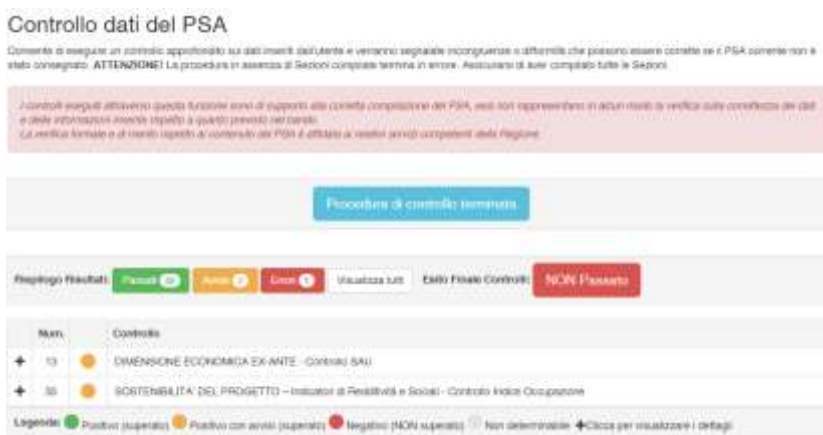 Controllo dati del PSA
Consente di eseguire un controllo approfondito sui dati inseriti dall'utente e verranno segnalate incongruenze o difformità che possono essere corrette se il PSA corrente non è
stato consegnato. ATTENZIONE! La procedura in assenza di Sezioni compilate termina in errore. Assicurarsi di aver compilato tutte le Sezioni
I controlli eseguiti attraverso questa funzione sono di supporto alla corretta compilazione del PSA, essi non rappresentano in alcun modo la verifica sulla correttezza dei dati
e delle informazioni inserite rispetto a quanto previsto nel bando.
La verifica formale e di merito rispetto al contenuto del PSA è affidata ai relativi servizi competenti della Regione.
Procedura di controllo terminata
Riepilogo Risultati: Passati Avvisi Errori Visualizza tutti Esito Finale Controlli: NON Passato
Num. Controllo
13 DIMENSIONE ECONOMICA EX-ANTE - Controllo SAU
SOSTENIBILITA' DEL PROGETTO – Indicatori di Redditività e Sociali - Controllo Indice Occupazione
Legenda: Positivo (superato) Positivo con avvisi (superato) Negativo (NON superato) Non determinabile +Clicca per visualizzare i dettagli